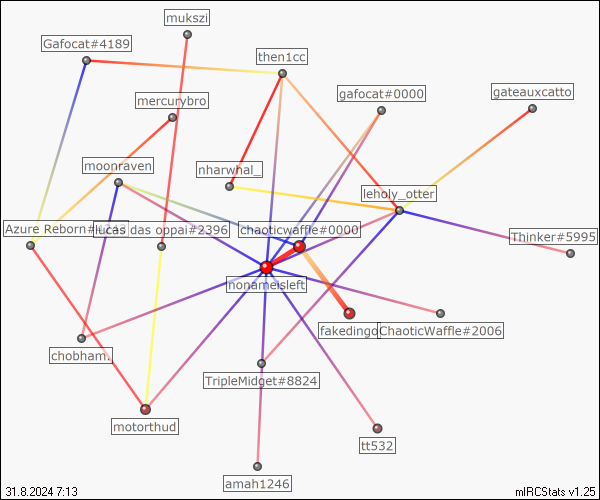 mukszi
Gafocat#4189
then1cc
gafocat#0000
gateauxcatto
mercurybro
moonraven
nharwhal_
leholy_otter
Azure Reborn
lucas das oppai#2396
chaoticwaffle#0000
Thinker#5995
nonameisleft
fakedingo
ChaoticWaffle#2006
chobham.
TripleMidget#8824
motorthud
tt532
amah1246
31.8.2024 7:13
mIRCStats v1.25